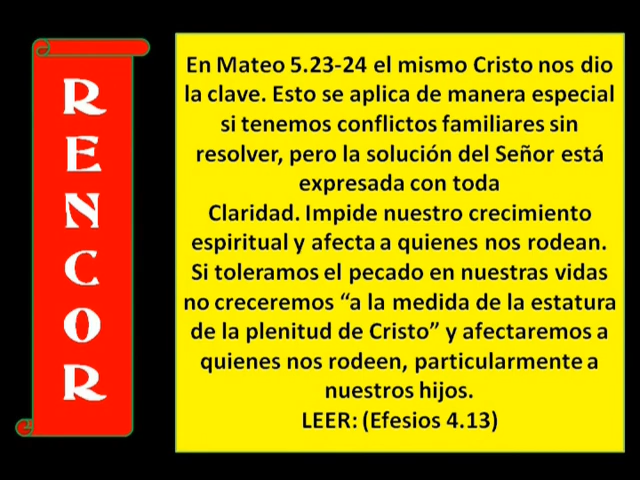 RENCOR
En Mateo 5.23-24 el mismo Cristo nos dio
la clave. Esto se aplica de manera especial
si tenemos conflictos familiares sin
resolver, pero la solución del Señor está
expresada con toda
Claridad. Impide nuestro crecimiento
espiritual y afecta a quienes nos rodean.
Si toleramos el pecado en nuestras vidas
no creceremos “a la medida de la estatura
de la plenitud de Cristo” y afectaremos a
quienes nos rodeen, particularmente a
nuestros hijos.
LEER: (Efesios 4.13)